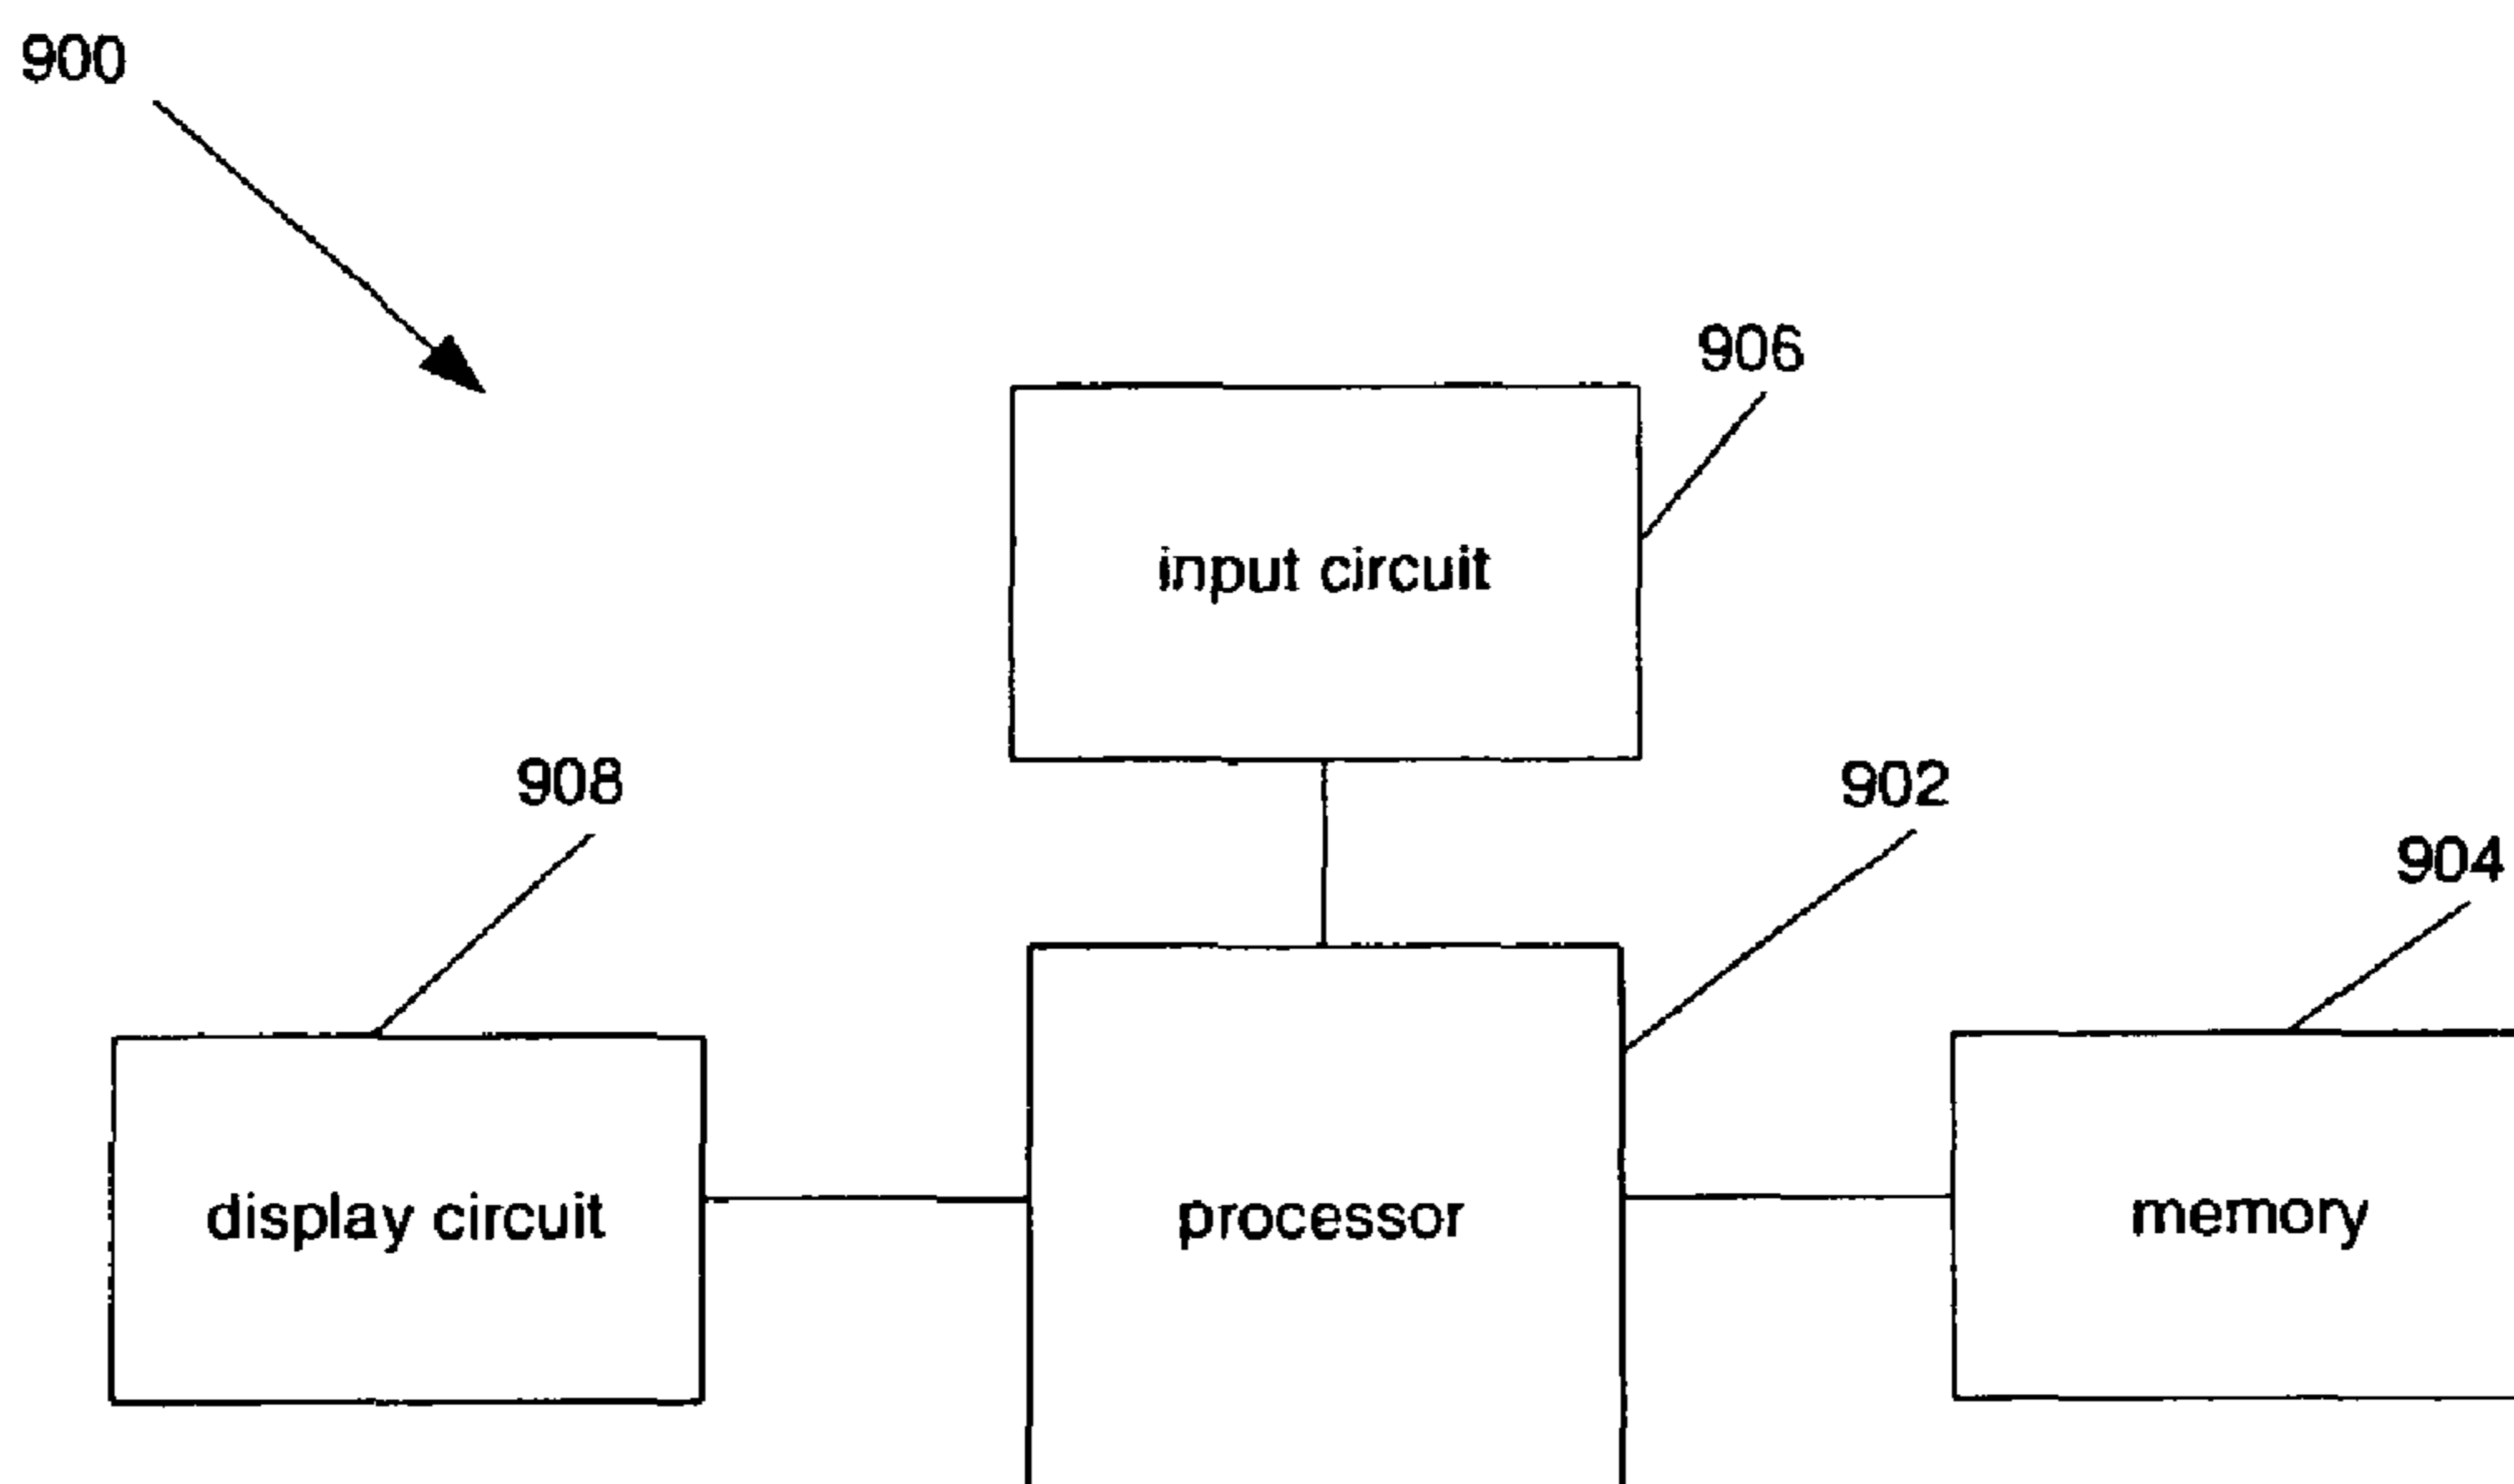 900
906
input circuit
908
902
904
display circuit
processor
memory